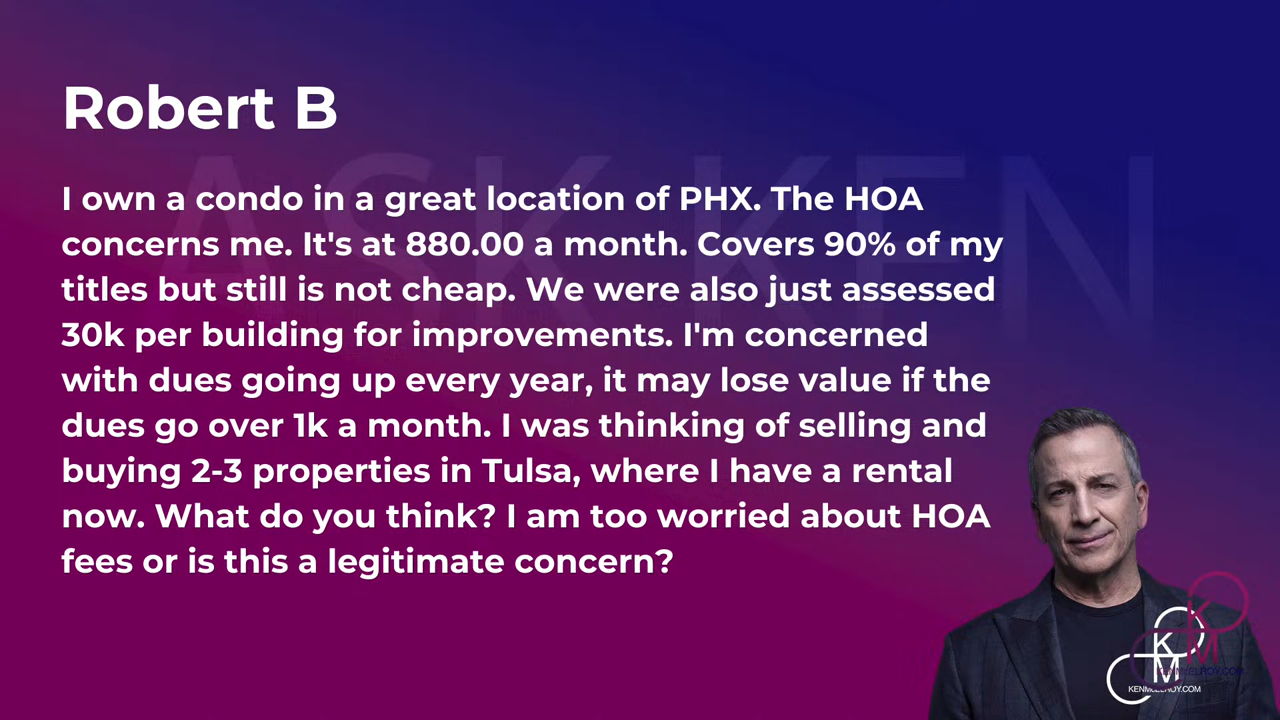 Robert B
ASK KEN
I own a condo in a great location of PHX. The HOA
concerns me. It's at 880.00 a month. Covers 90% of my
titles but still is not cheap. We were also just assessed
30k per building for improvements. I'm concerned
with dues going up every year, it may lose value if the
dues go over 1k a month. I was thinking of selling and
buying 2-3 properties in Tulsa, where I have a rental
now. What do you think? I am too worried about HOA
fees or is this a legitimate concern?
K
M
K
M
KENMCELROY.COM